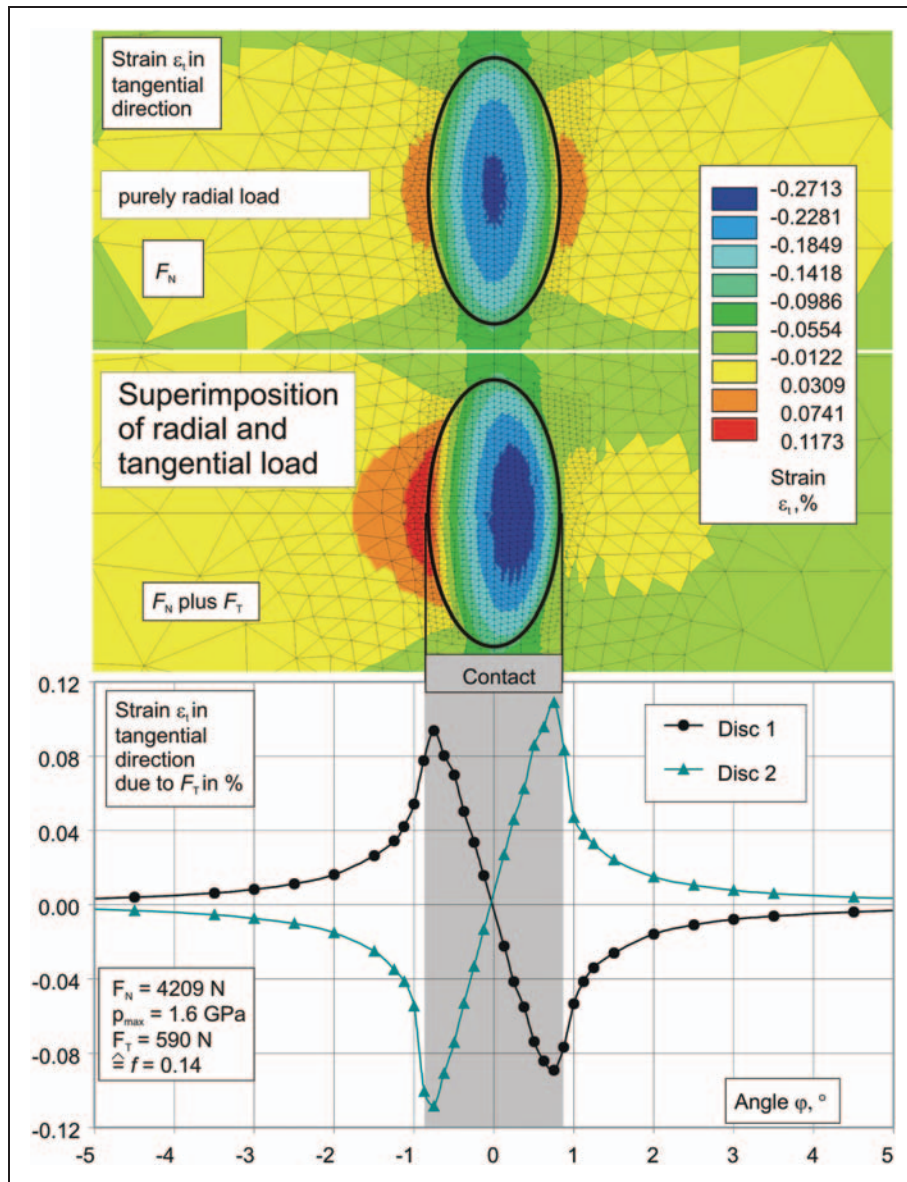 Strain εt in
tangential
direction
purely radial load
FN
-0.2713
-0.2281
-0.1849
-0.1418
-0.0986
-0.0554
-0.0122
0.0309
0.0741
0.1173
Strain
εt,%
Superimposition
of radial and
tangential load
FN plus FT
Contact
0.12
0.08
0.04
0.00
-0.04
-0.08
-0.12
Strain εt in
tangential
direction
due to FT in %
Disc 1
Disc 2
FN = 4209 N
pmax = 1.6 GPa
FT = 590 N
≙ f = 0.14
Angle φ, °
-5 -4 -3 -2 -1 0 1 2 3 4 5